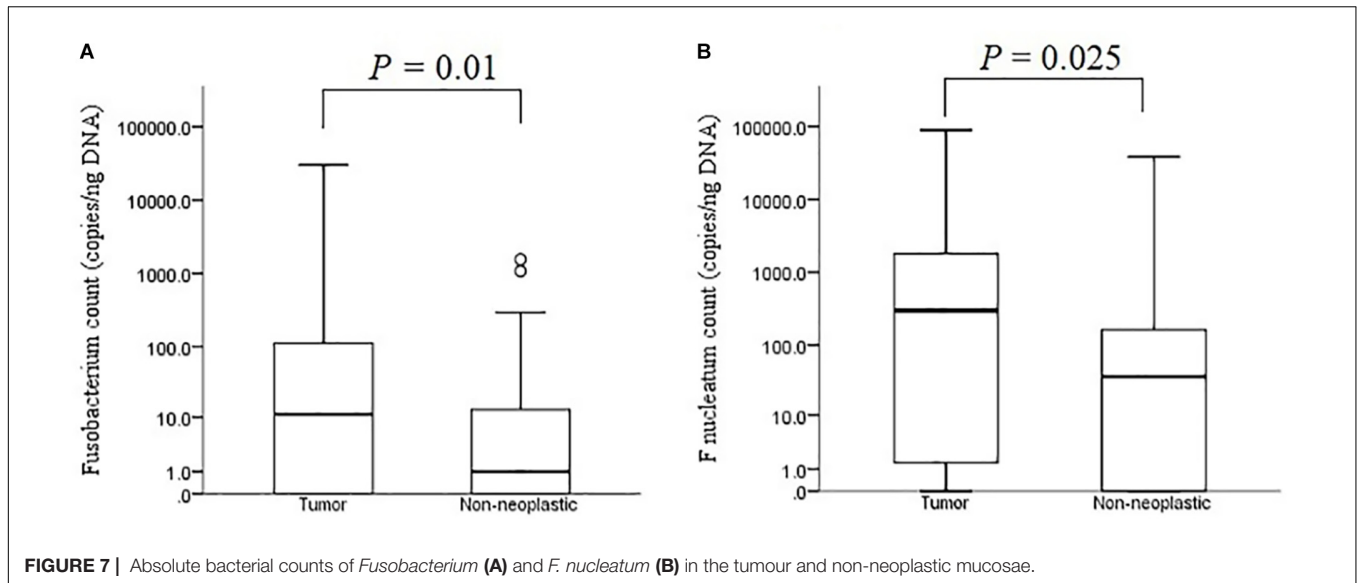 A
P = 0.01
Fusobacterium count (copies/ng DNA)
100000.0
10000.0
1000.0
100.0
10.0
1.0
.0
Tumor
Non-neoplastic
B
P = 0.025
F nucleatum count (copies/ng DNA)
100000.0
10000.0
1000.0
100.0
10.0
1.0
.0
Tumor
Non-neoplastic
FIGURE 7 | Absolute bacterial counts of Fusobacterium (A) and F. nucleatum (B) in the tumour and non-neoplastic mucosae.